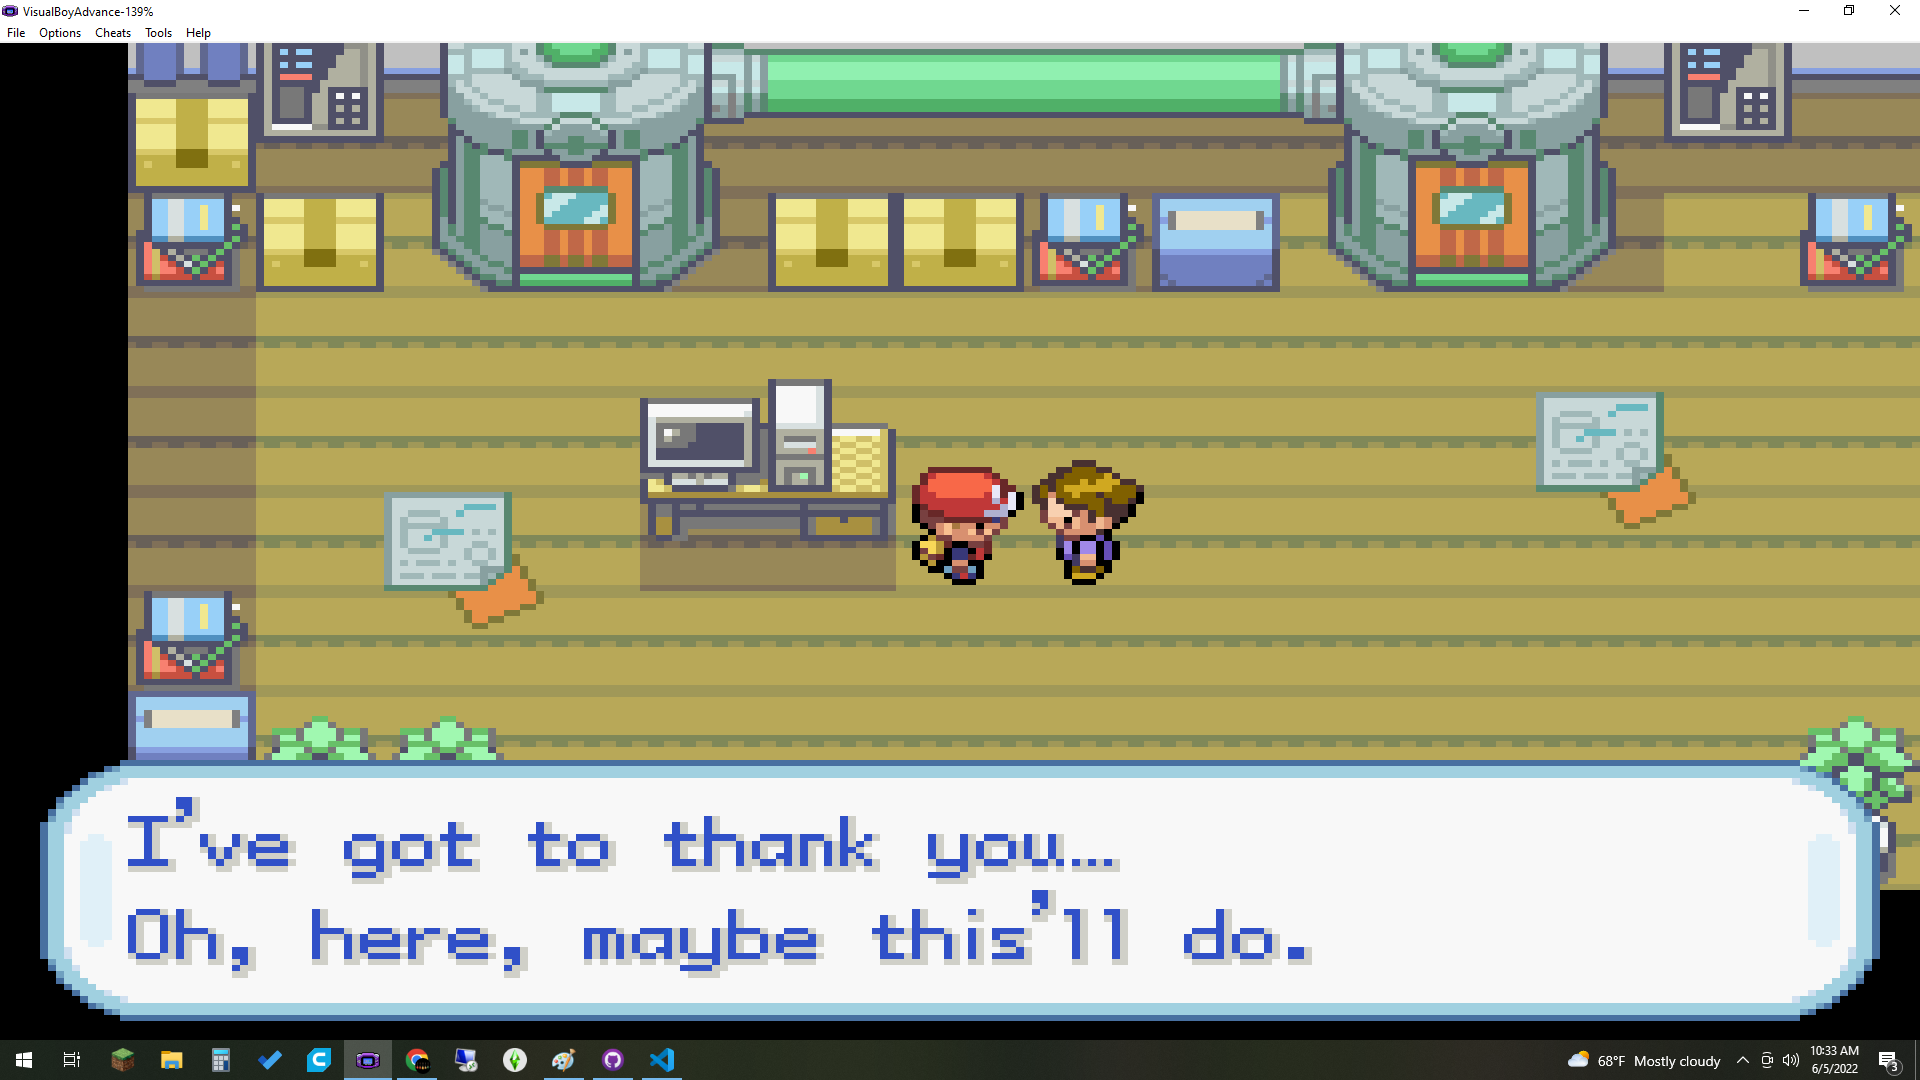 VisualBoyAdvance-139%
File Options Cheats Tools Help
I've got to thank you…
Oh, here, maybe this'll do.
68°F Mostly cloudy
10:33 AM
6/5/2022
3